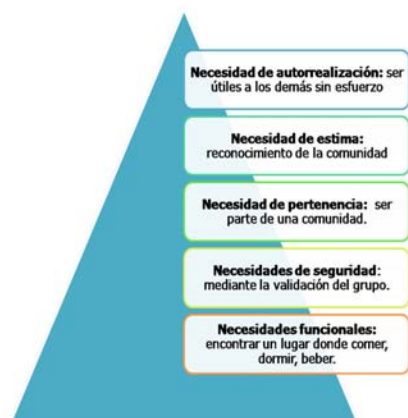 Necesidad de autorrealización: ser
útiles a los demás sin esfuerzo
Necesidad de estima:
reconocimiento de la comunidad
Necesidad de pertenencia: ser
parte de una comunidad.
Necesidades de seguridad:
mediante la validación del grupo.
Necesidades funcionales:
encontrar un lugar donde comer,
dormir, beber.